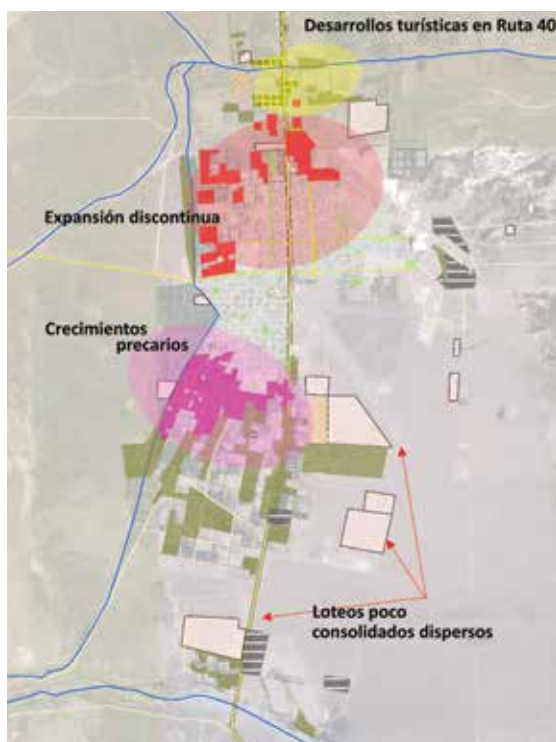 Desarrollos turísticas en Ruta 40
Expansión discontinua
Crecimientos
precarios
Loteos poco
consolidados dispersos